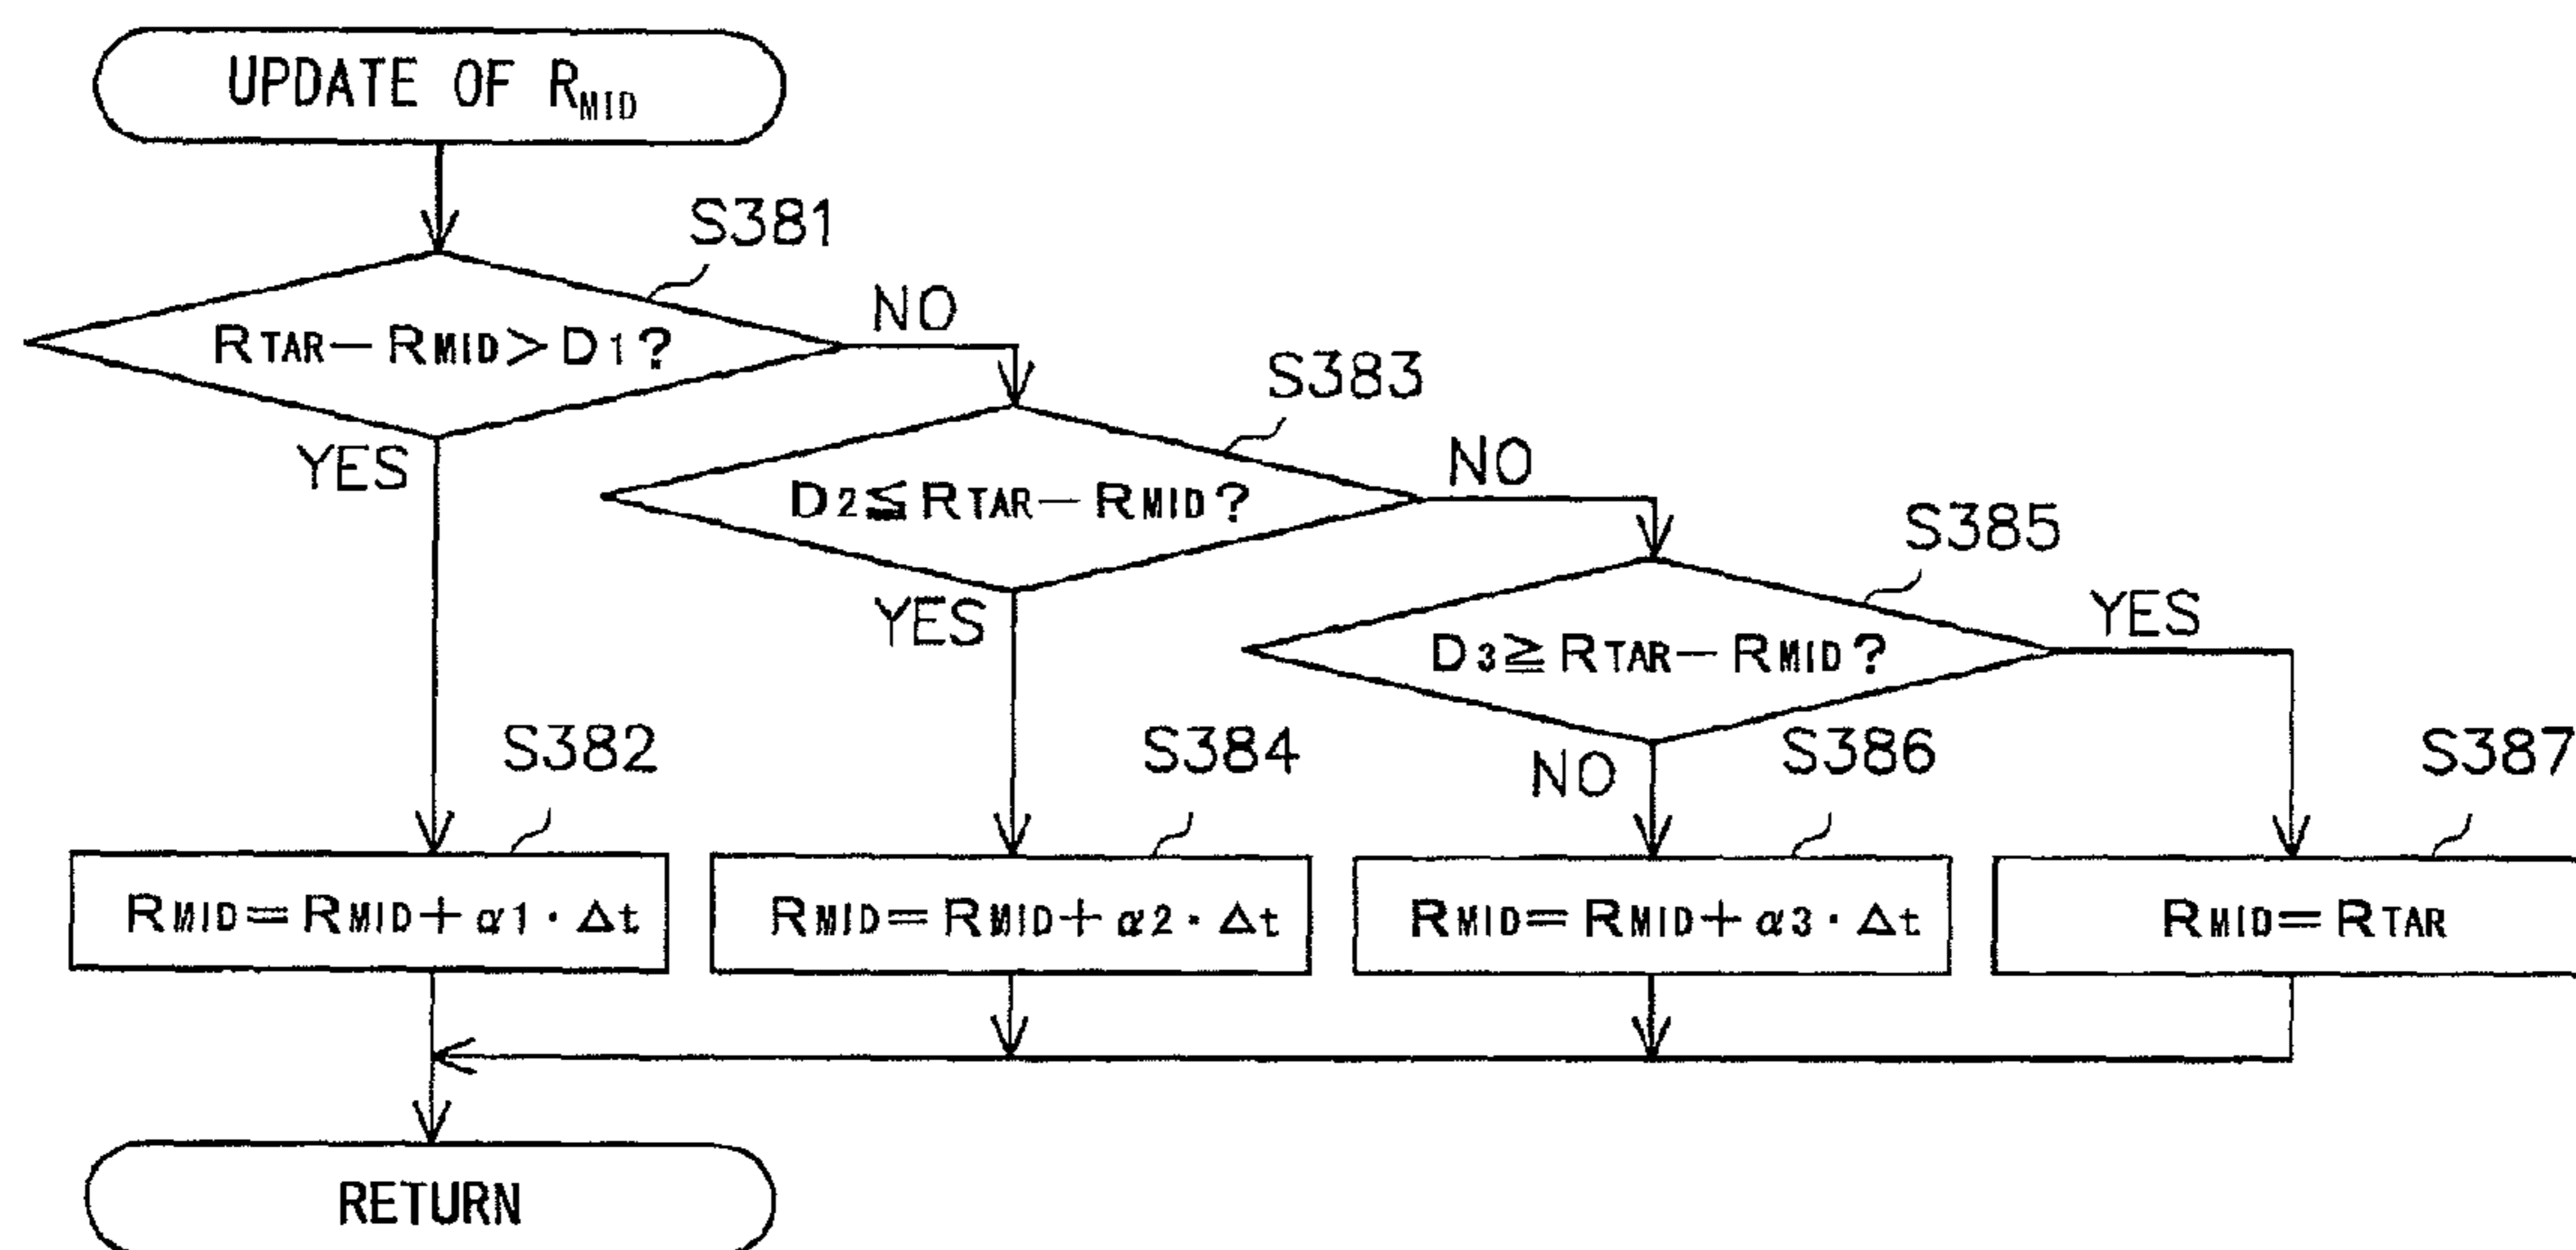 UPDATE OF RMID
S381
RTAR－RMID＞D1?
NO
YES
S383
D2≦RTAR－RMID?
NO
YES
S385
D3≧RTAR－RMID?
YES
NO
S382
S384
S386
S387
RMID＝RMID＋α1・Δt
RMID＝RMID＋α2・Δt
RMID＝RMID＋α3・Δt
RMID＝RTAR
RETURN